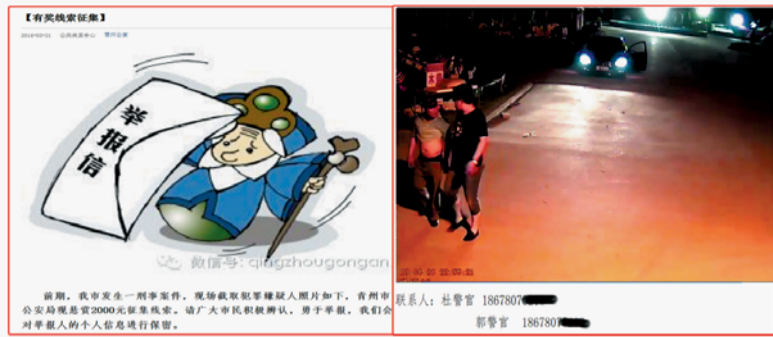 【有奖线索征集】
举报信
微信号: qingzhougongan
前期，我市发生一刑事案件，现场截取犯罪嫌疑人照片如下，青州市
公安局现悬赏2000元征集线索。请广大市民积极辨认，勇于举报，我们会
对举报人的个人信息进行保密。
联系人：杜警官 186780
郭警官 18678